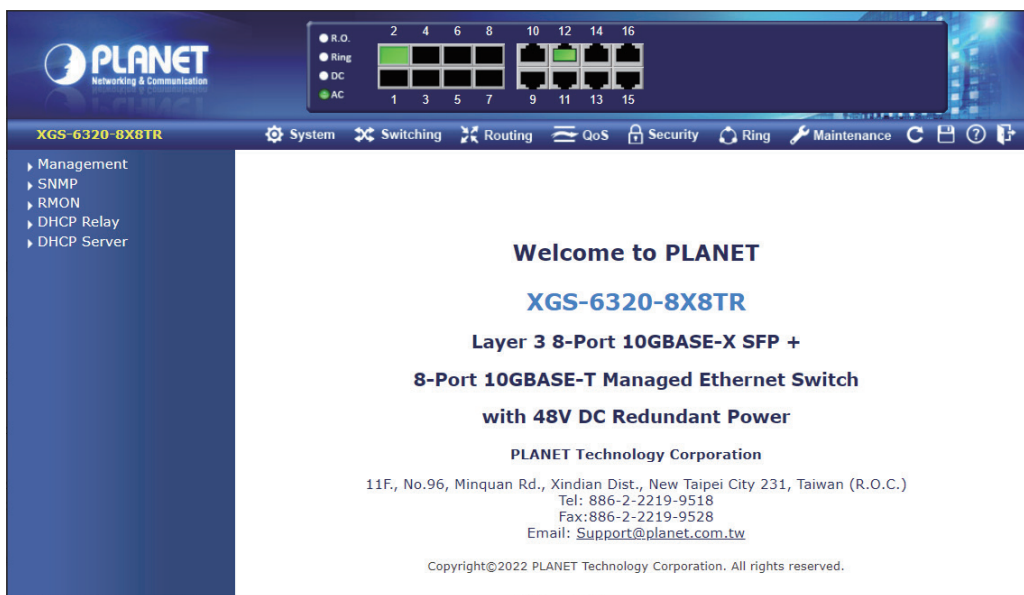 PLANET
Networking & Communication
R.O.
Ring
DC
AC
2 4 6 8 10 12 14 16
1 3 5 7 9 11 13 15
XGS-6320-8X8TR
System Switching Routing QoS Security Ring Maintenance
Management
SNMP
RMON
DHCP Relay
DHCP Server
Welcome to PLANET
XGS-6320-8X8TR
Layer 3 8-Port 10GBASE-X SFP +
8-Port 10GBASE-T Managed Ethernet Switch
with 48V DC Redundant Power
PLANET Technology Corporation
11F., No.96, Minquan Rd., Xindian Dist., New Taipei City 231, Taiwan (R.O.C.)
Tel: 886-2-2219-9518
Fax:886-2-2219-9528
Email: Support@planet.com.tw
Copyright©2022 PLANET Technology Corporation. All rights reserved.